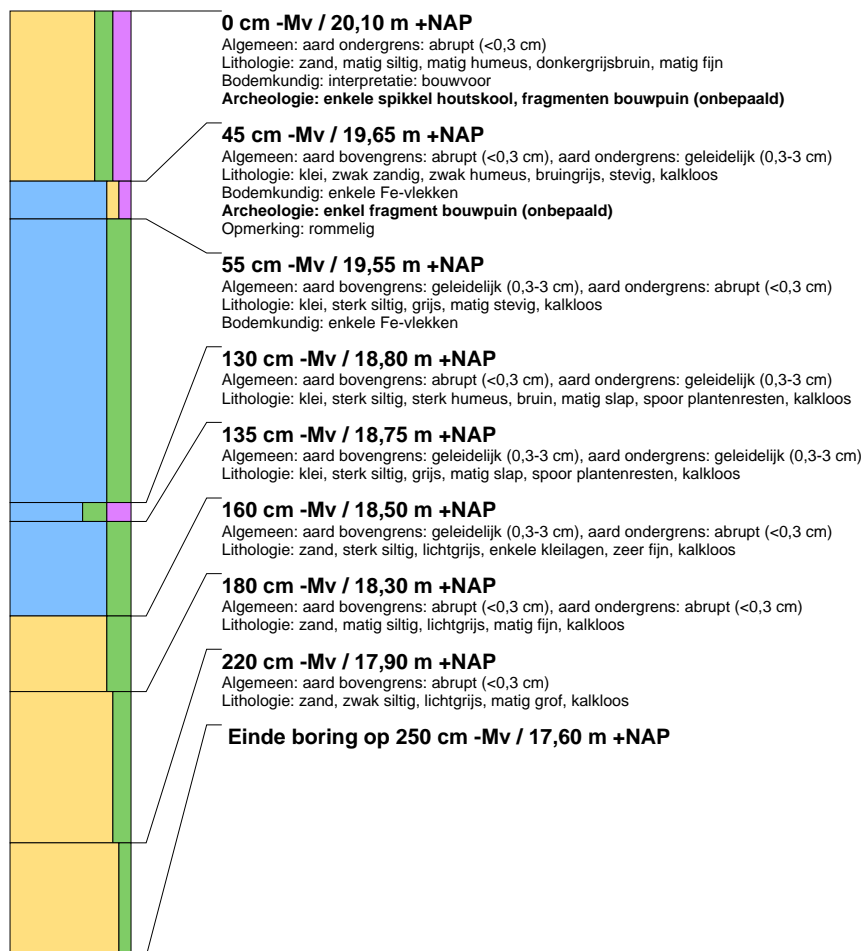 0 cm -Mv / 20,10 m +NAP
Algemeen: aard ondergrens: abrupt (<0,3 cm)
Lithologie: zand, matig siltig, matig humeus, donkergrijsbruin, matig fijn
Bodemkundig: interpretatie: bouwvoor
Archeologie: enkele spikkel houtskool, fragmenten bouwpuin (onbepaald)
45 cm -Mv / 19,65 m +NAP
Algemeen: aard bovengrens: abrupt (<0,3 cm), aard ondergrens: geleidelijk (0,3-3 cm)
Lithologie: klei, zwak zandig, zwak humeus, bruingrijs, stevig, kalkloos
Bodemkundig: enkele Fe-vlekken
Archeologie: enkel fragment bouwpuin (onbepaald)
Opmerking: rommelig
55 cm -Mv / 19,55 m +NAP
Algemeen: aard bovengrens: geleidelijk (0,3-3 cm), aard ondergrens: abrupt (<0,3 cm)
Lithologie: klei, sterk siltig, grijs, matig stevig, kalkloos
Bodemkundig: enkele Fe-vlekken
130 cm -Mv / 18,80 m +NAP
Algemeen: aard bovengrens: abrupt (<0,3 cm), aard ondergrens: geleidelijk (0,3-3 cm)
Lithologie: klei, sterk siltig, sterk humeus, bruin, matig slap, spoor plantenresten, kalkloos
135 cm -Mv / 18,75 m +NAP
Algemeen: aard bovengrens: geleidelijk (0,3-3 cm), aard ondergrens: geleidelijk (0,3-3 cm)
Lithologie: klei, sterk siltig, grijs, matig slap, spoor plantenresten, kalkloos
160 cm -Mv / 18,50 m +NAP
Algemeen: aard bovengrens: geleidelijk (0,3-3 cm), aard ondergrens: abrupt (<0,3 cm)
Lithologie: zand, sterk siltig, lichtgrijs, enkele kleilagen, zeer fijn, kalkloos
180 cm -Mv / 18,30 m +NAP
Algemeen: aard bovengrens: abrupt (<0,3 cm), aard ondergrens: abrupt (<0,3 cm)
Lithologie: zand, matig siltig, lichtgrijs, matig fijn, kalkloos
220 cm -Mv / 17,90 m +NAP
Algemeen: aard bovengrens: abrupt (<0,3 cm)
Lithologie: zand, zwak siltig, lichtgrijs, matig grof, kalkloos
Einde boring op 250 cm -Mv / 17,60 m +NAP